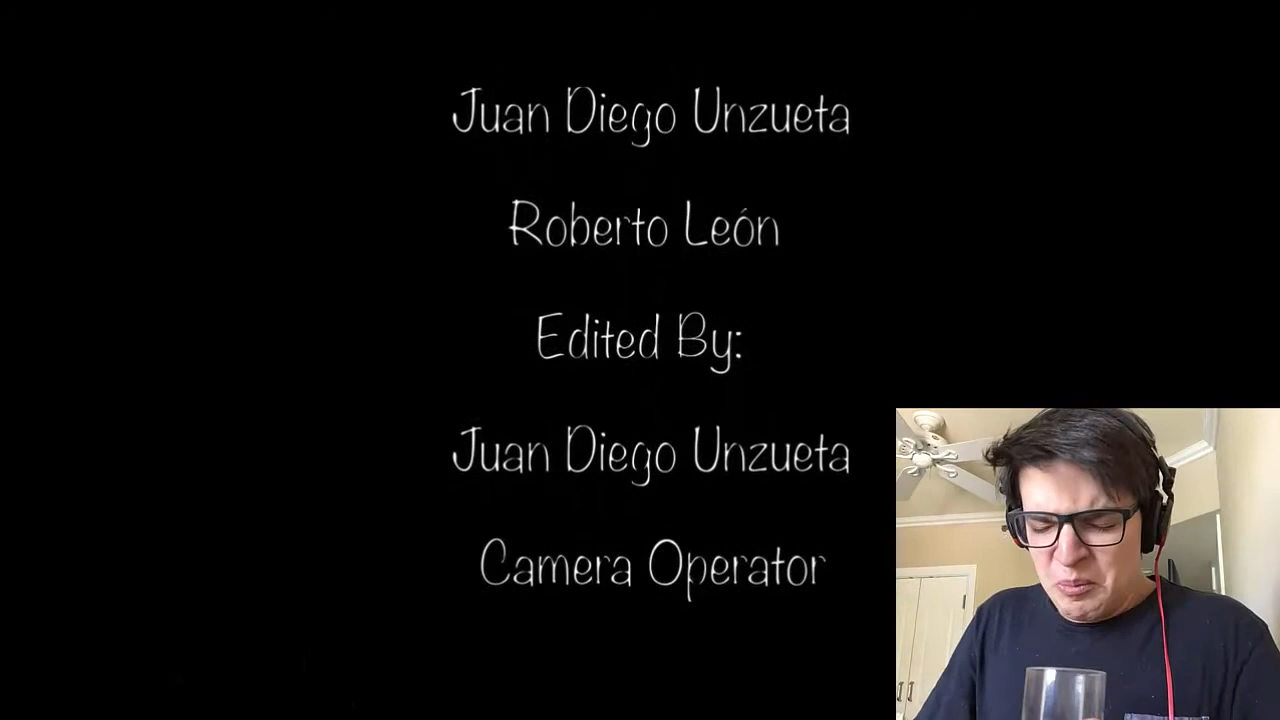 Juan Diego Unzueta
Roberto León
Edited By:
Juan Diego Unzueta
Camera Operator